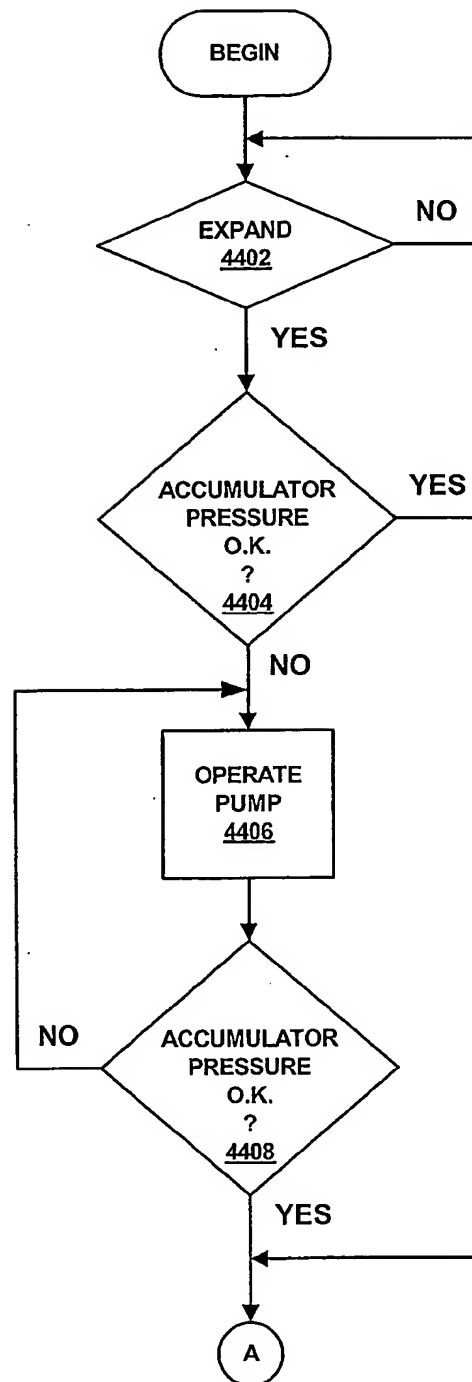 BEGIN
EXPAND
4402
NO
YES
ACCUMULATOR
PRESSURE
O.K.
?
4404
YES
NO
OPERATE
PUMP
4406
ACCUMULATOR
PRESSURE
O.K.
?
4408
NO
YES
A